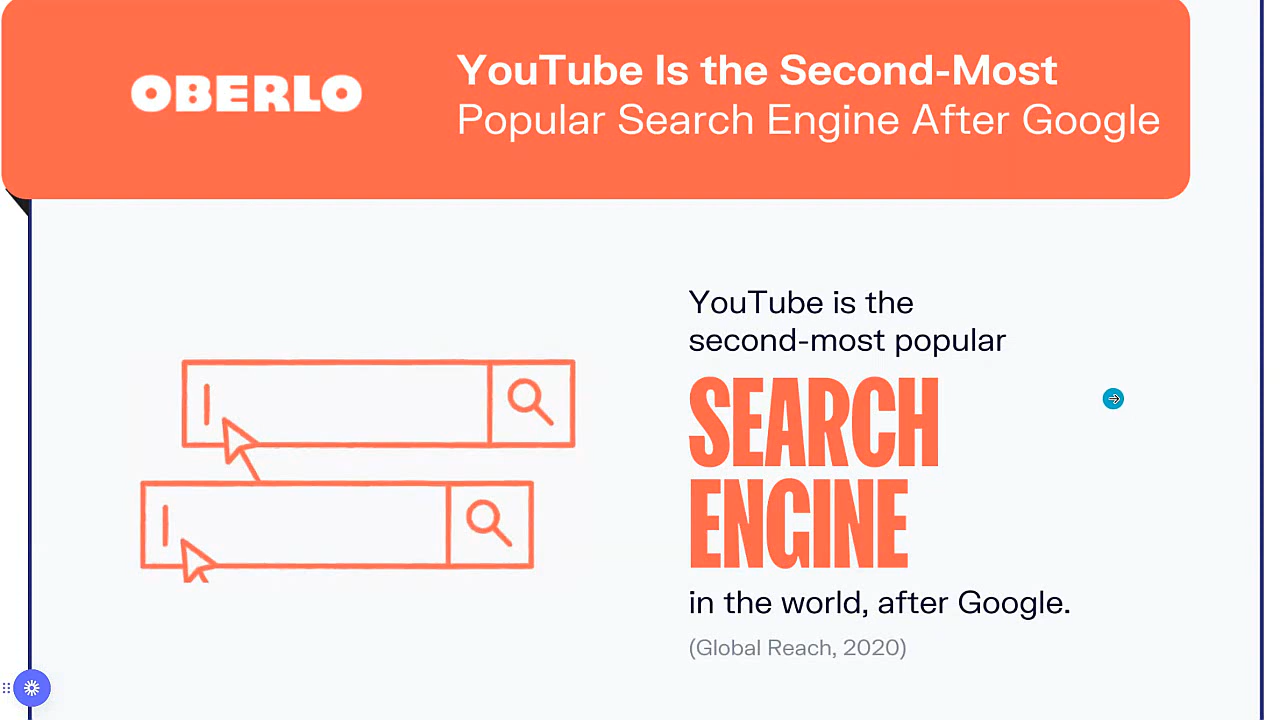 OBERLO
YouTube Is the Second-Most
Popular Search Engine After Google
YouTube is the
second-most popular
SEARCH
ENGINE
in the world, after Google.
(Global Reach, 2020)